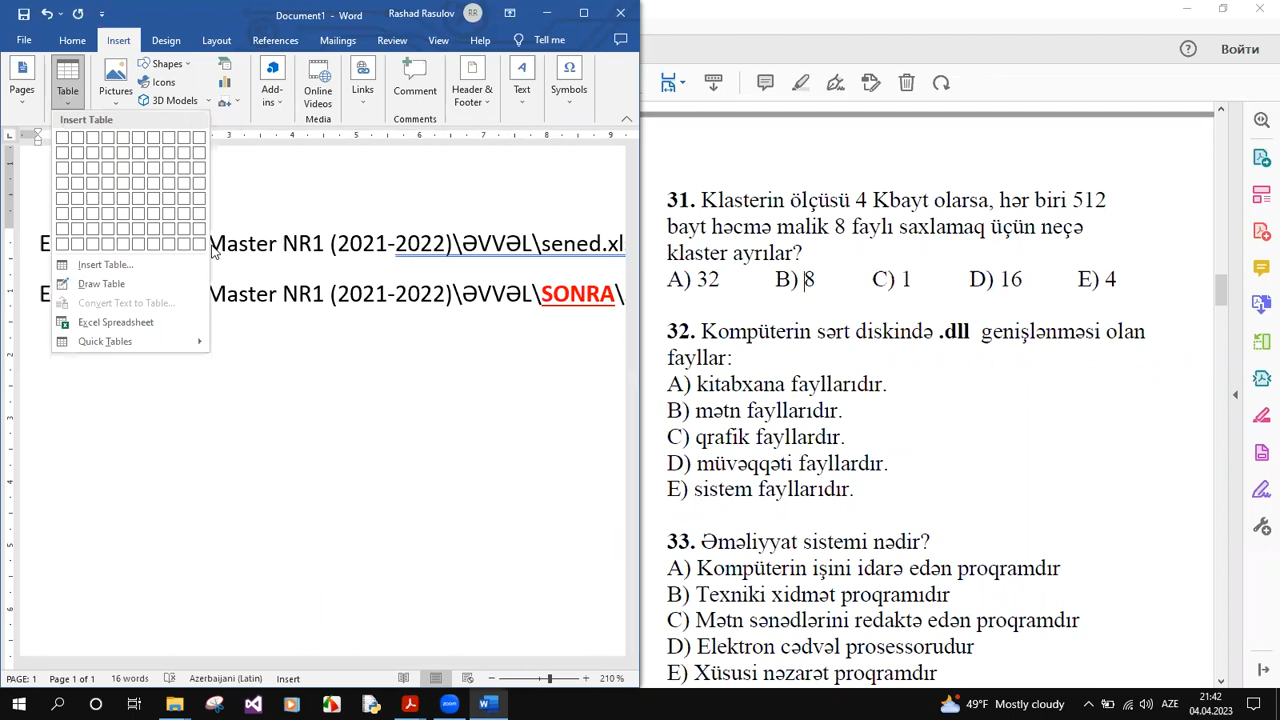 Document1 - Word
Rashad Rasulov
RR
File
Home
Insert
Design
Layout
References
Mailings
Review
View
Help
Tell me
Pages
Table
Pictures
Shapes
Icons
3D Models
Add-ins
Online Videos
Media
Links
Comment
Comments
Header & Footer
Text
Symbols
Insert Table
Insert Table...
Draw Table
Convert Text to Table...
Excel Spreadsheet
Quick Tables
3 4 5 6 7 8 9
E Master NR1 (2021-2022)\ƏVVƏL\sened.xl
E Master NR1 (2021-2022)\ƏVVƏL\SONRA\
PAGE: 1
Page 1 of 1
16 words
Azerbaijani (Latin)
Insert
210 %
Войти
31. Klasterin ölçüsü 4 Kbayt olarsa, hər biri 512
bayt həcmə malik 8 faylı saxlamaq üçün neçə
klaster ayrılar?
A) 32 B) 8 C) 1 D) 16 E) 4
32. Kompüterin sərt diskində .dll genişlənməsi olan
fayllar:
A) kitabxana fayllarıdır.
B) mətn fayllarıdır.
C) qrafik fayllardır.
D) müvəqqəti fayllardır.
E) sistem fayllarıdır.
33. Əməliyyat sistemi nədir?
A) Kompüterin işini idarə edən proqramdır
B) Texniki xidmət proqramıdır
C) Mətn sənədlərini redaktə edən proqramdır
D) Elektron cədvəl prosessorudur
E) Xüsusi nəzarət proqramdır
49°F Mostly cloudy
AZE
21:42
04.04.2023